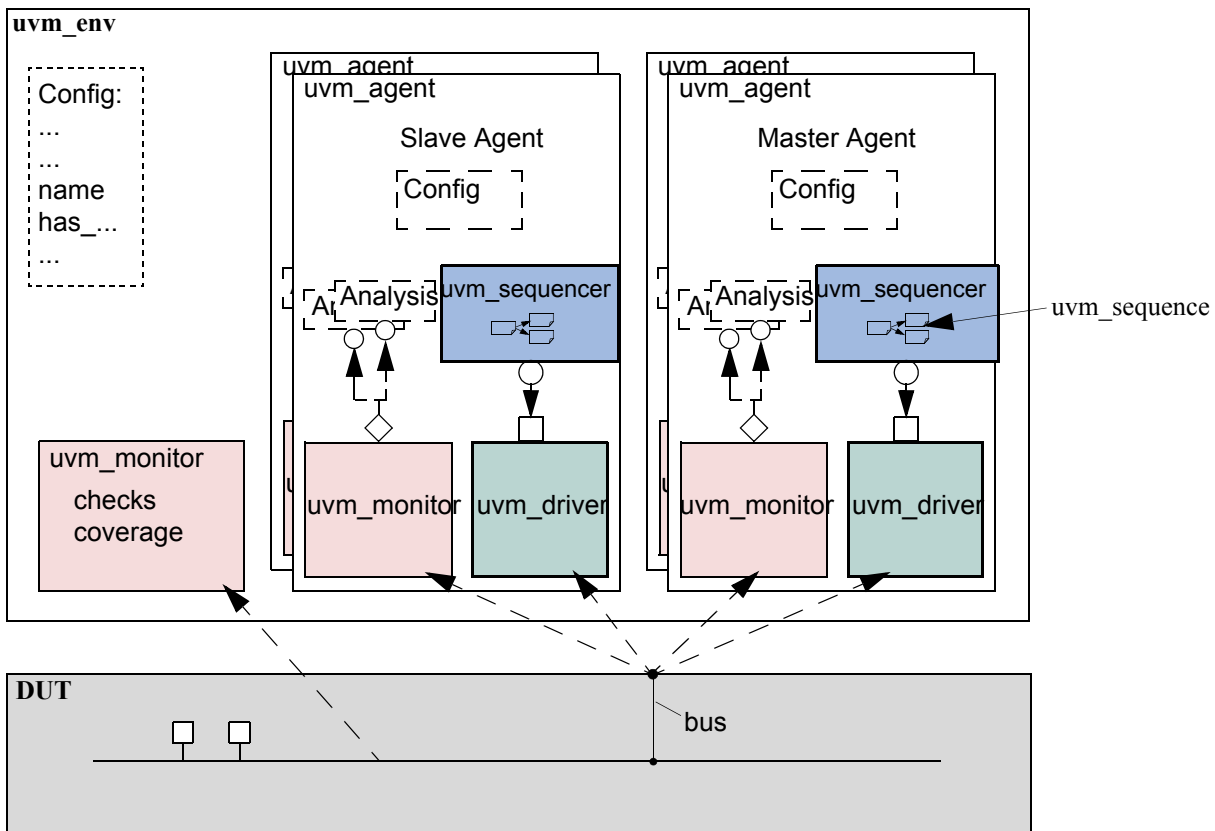 uvm_env
Config:
...
...
name
has_...
...
uvm_agent
uvm_agent
Slave Agent
Config
Analysis
uvm_sequencer
uvm_monitor
uvm_driver
uvm_agent
uvm_agent
Master Agent
Config
Analysis
uvm_sequencer
uvm_sequence
uvm_monitor
uvm_driver
uvm_monitor
checks
coverage
DUT
bus